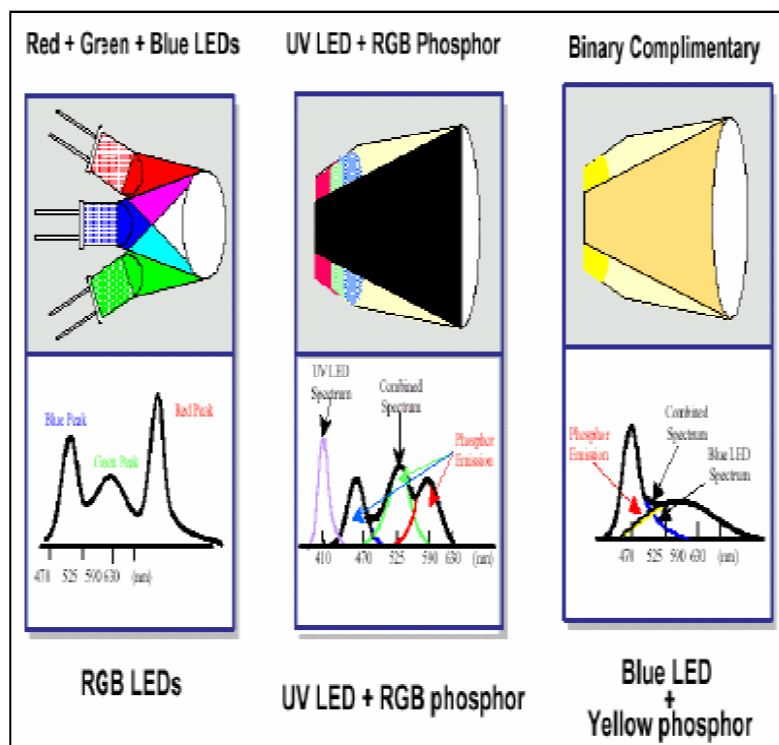 Red + Green + Blue LEDs
UV LED + RGB Phosphor
Binary Complimentary
Blue Peak
Green Peak
Red Peak
470 525 590 630 (nm)
UV LED
Spectrum
Combined
Spectrum
Phosphor
Emission
410 470 525 590 630 (nm)
Phosphor
Emission
Combined
Spectrum
Blue LED
Spectrum
470 525 590 630 (nm)
RGB LEDs
UV LED + RGB phosphor
Blue LED
+
Yellow phosphor